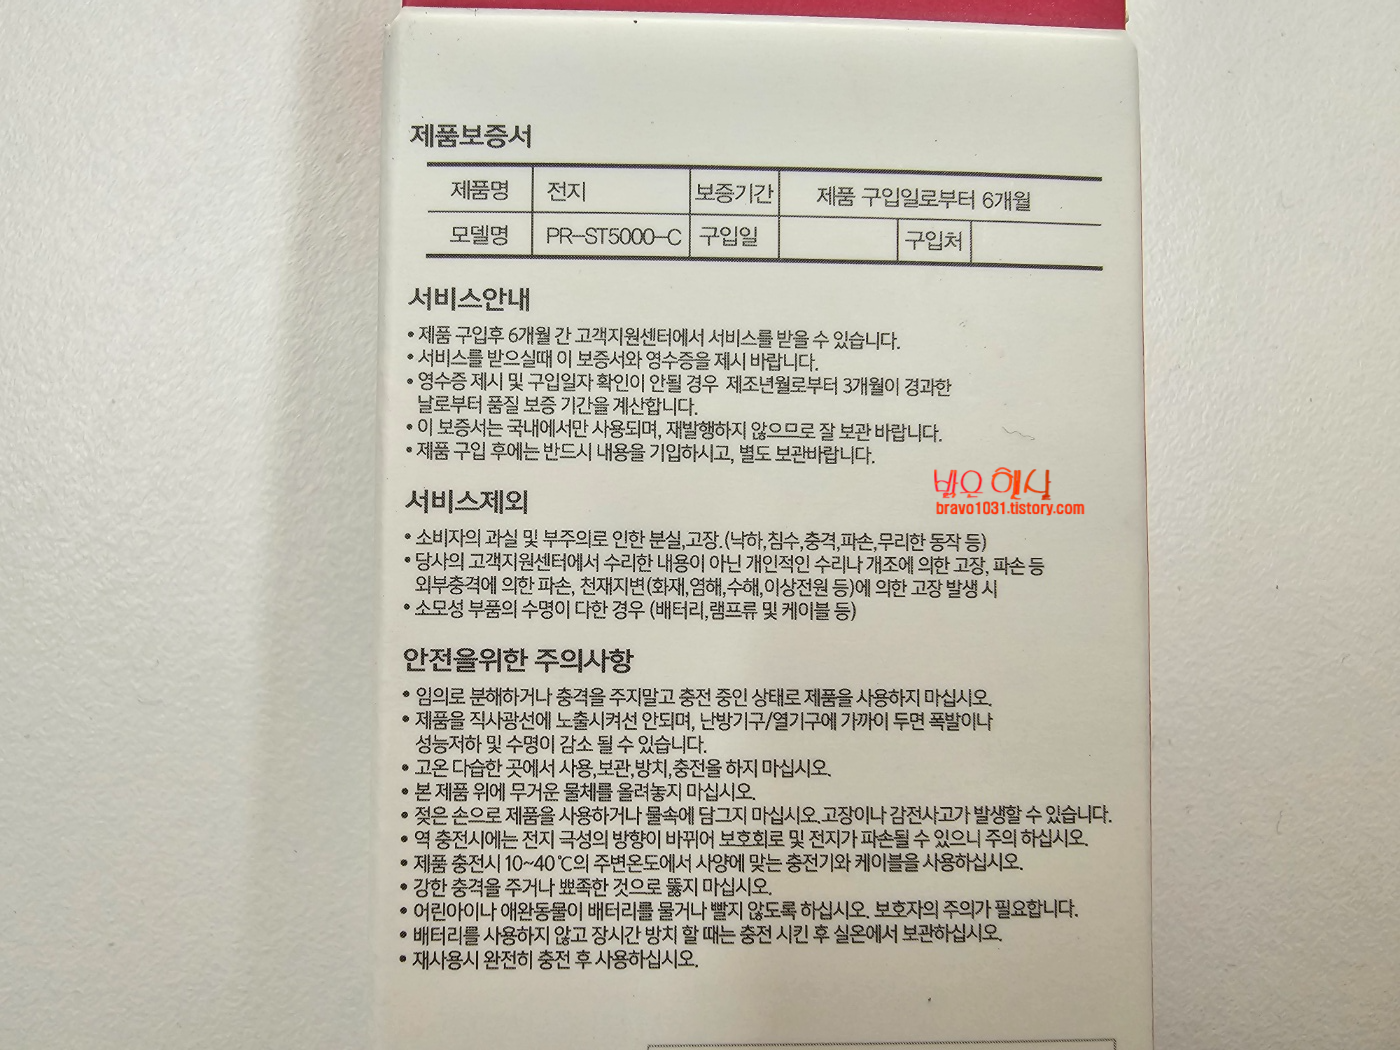 제품보증서
제품명 전지 보증기간 제품 구입일로부터 6개월
모델명 PR-ST5000-C 구입일 구입처
서비스안내
• 제품 구입후 6개월 간 고객지원센터에서 서비스를 받을 수 있습니다.
• 서비스를 받으실때 이 보증서와 영수증을 제시 바랍니다.
• 영수증 제시 및 구입일자 확인이 안될 경우 제조년월로부터 3개월이 경과한
날로부터 품질 보증 기간을 계산합니다.
• 이 보증서는 국내에서만 사용되며, 재발행하지 않으므로 잘 보관 바랍니다.
• 제품 구입 후에는 반드시 내용을 기입하시고, 별도 보관바랍니다.
bravo1031.tistory.com
서비스제외
• 소비자의 과실 및 부주의로 인한 분실,고장.(낙하,침수,충격,파손,무리한 동작 등)
• 당사의 고객지원센터에서 수리한 내용이 아닌 개인적인 수리나 개조에 의한 고장, 파손 등
외부충격에 의한 파손, 천재지변(화재,염해,수해,이상전원 등)에 의한 고장 발생 시
• 소모성 부품의 수명이 다한 경우 (배터리,램프류 및 케이블 등)
안전을위한 주의사항
• 임의로 분해하거나 충격을 주지말고 충전 중인 상태로 제품을 사용하지 마십시오.
• 제품을 직사광선에 노출시켜선 안되며, 난방기구/열기구에 가까이 두면 폭발이나
성능저하 및 수명이 감소 될 수 있습니다.
• 고온 다습한 곳에서 사용,보관,방치,충전을 하지 마십시오.
• 본 제품 위에 무거운 물체를 올려놓지 마십시오.
• 젖은 손으로 제품을 사용하거나 물속에 담그지 마십시오.고장이나 감전사고가 발생할 수 있습니다.
• 역 충전시에는 전지 극성의 방향이 바뀌어 보호회로 및 전지가 파손될 수 있으니 주의 하십시오.
• 제품 충전시 10~40℃의 주변온도에서 사양에 맞는 충전기와 케이블을 사용하십시오.
• 강한 충격을 주거나 뾰족한 것으로 뚫지 마십시오.
• 어린아이나 애완동물이 배터리를 물거나 빨지 않도록 하십시오. 보호자의 주의가 필요합니다.
• 배터리를 사용하지 않고 장시간 방치 할 때는 충전 시킨 후 실온에서 보관하십시오.
• 재사용시 완전히 충전 후 사용하십시오.